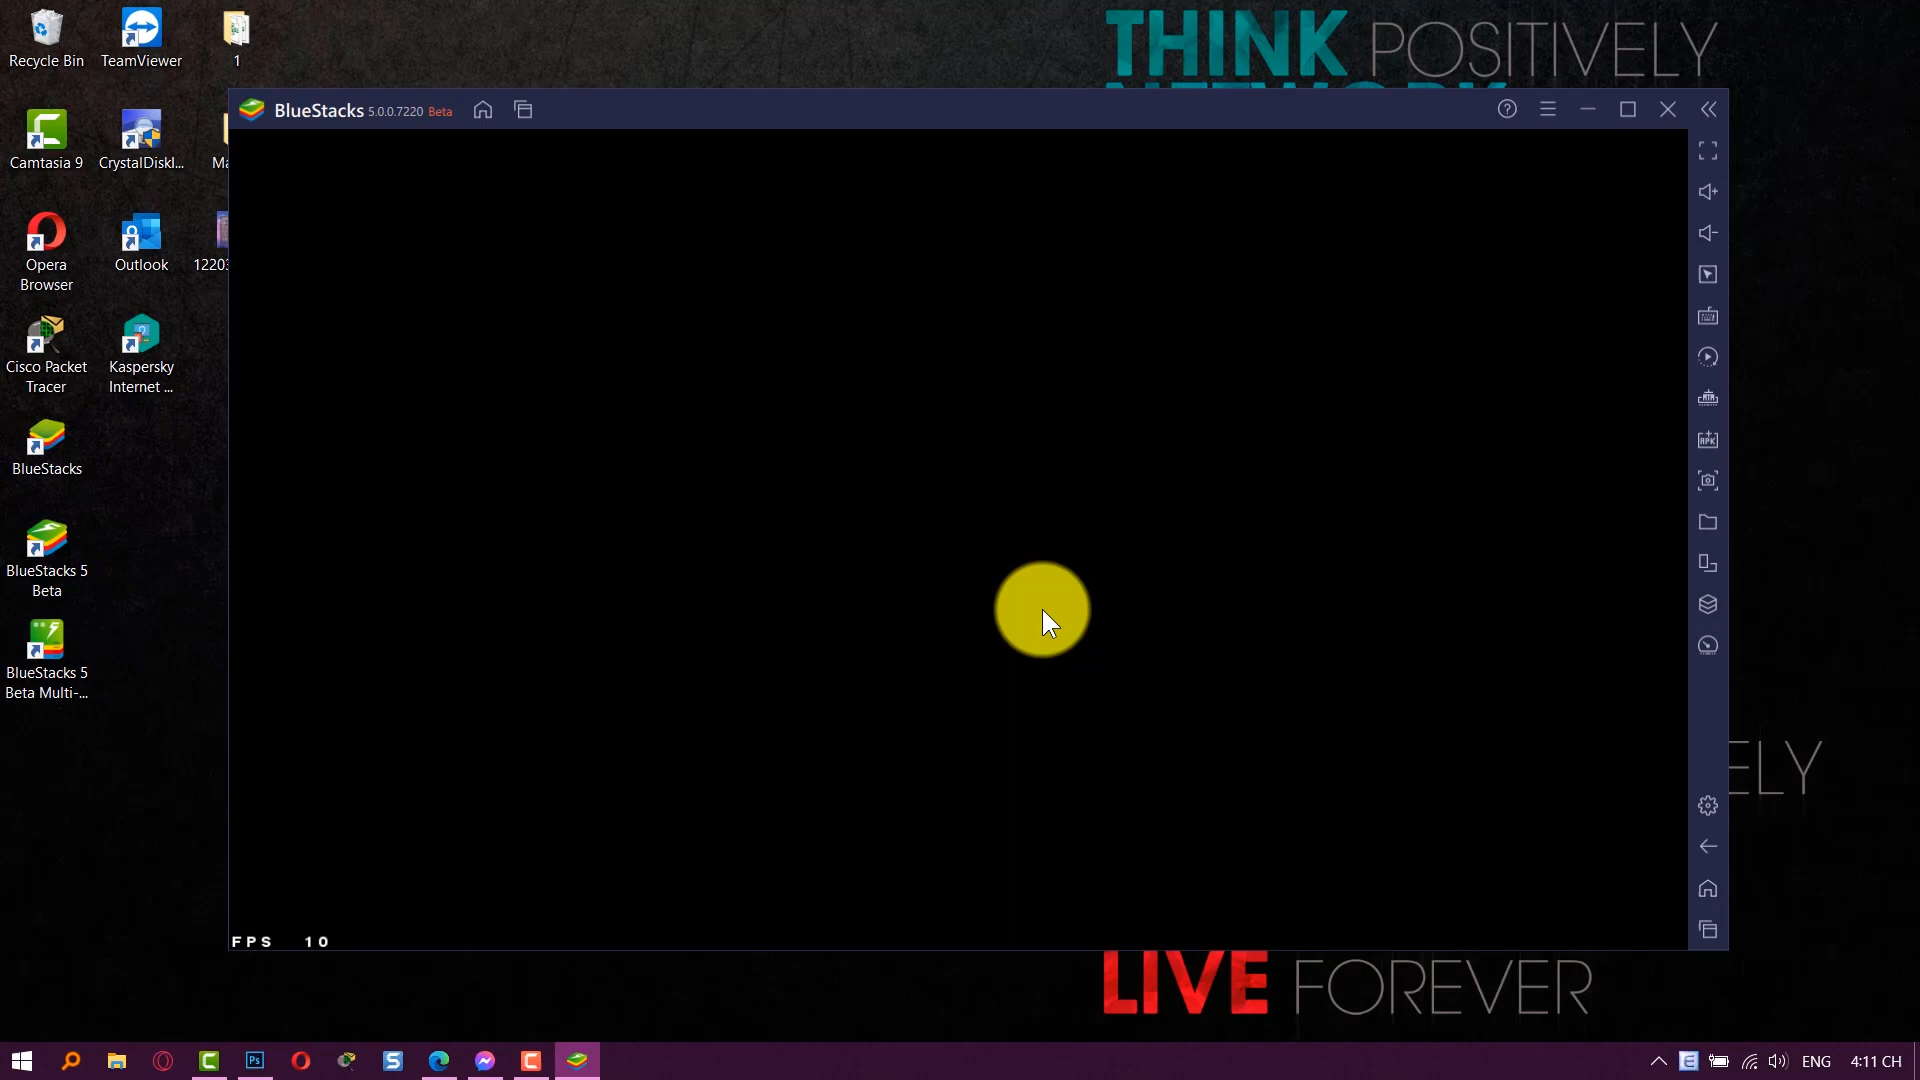 THINK POSITIVELY
Recycle Bin
TeamViewer
1
Camtasia 9
CrystalDiskI...
Opera
Browser
Outlook
Cisco Packet
Tracer
Kaspersky
Internet ...
BlueStacks
BlueStacks 5
Beta
BlueStacks 5
Beta Multi-...
BlueStacks 5.0.0.7220 Beta
APK
FPS 10
LIVE FOREVER
Ps
ENG
4:11 CH